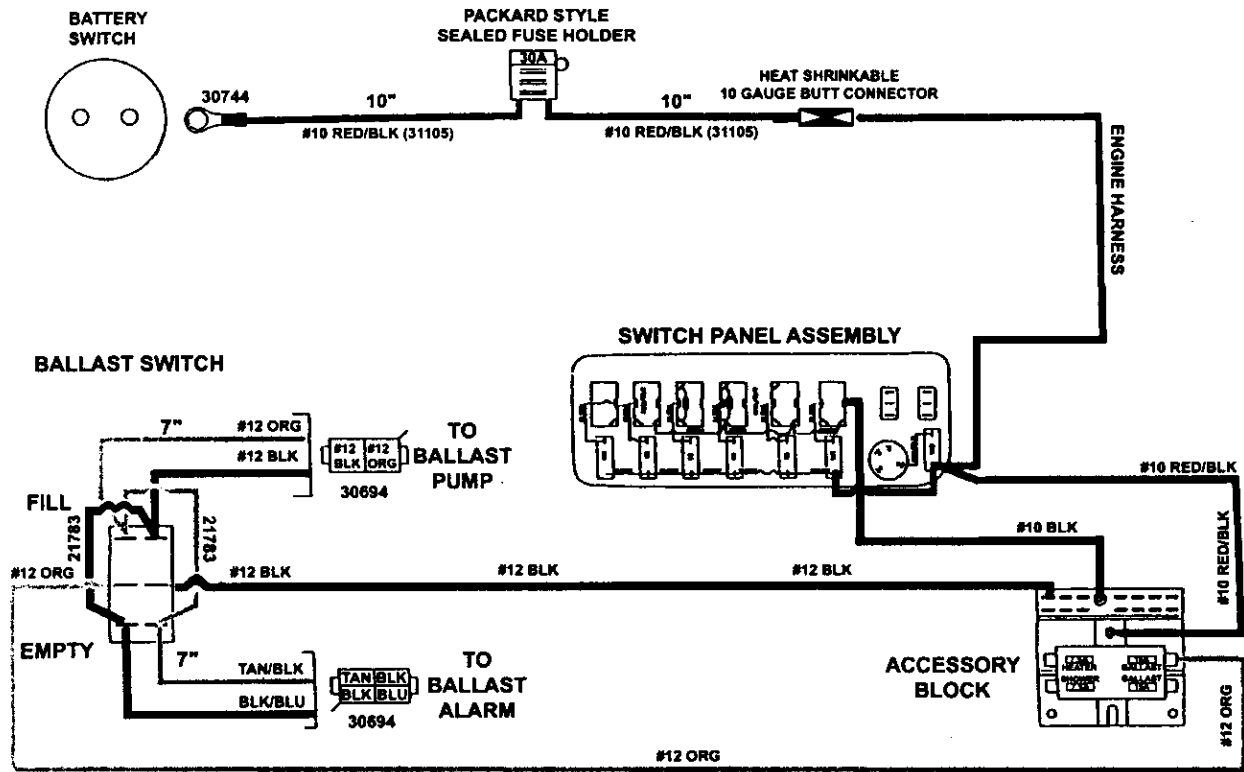 BATTERY
SWITCH
PACKARD STYLE
SEALED FUSE HOLDER
30A
HEAT SHRINKABLE
10 GAUGE BUTT CONNECTOR
30744
10"
10"
#10 RED/BLK (31105)
#10 RED/BLK (31105)
ENGINE HARNESS
SWITCH PANEL ASSEMBLY
BALLAST SWITCH
7"
#12 ORG
#12 BLK
#12 #12
BLK ORG
30694
TO
BALLAST
PUMP
FILL
21783
21783
#10 RED/BLK
#10 RED/BLK
#10 BLK
#12 ORG
#12 BLK
#12 BLK
#12 BLK
EMPTY
7"
TAN/BLK
BLK/BLU
TAN BLK
BLK BLU
30694
TO
BALLAST
ALARM
ACCESSORY
BLOCK
HEATER
BALLAST
SHOWER
BALLAST
#12 ORG
#12 ORG